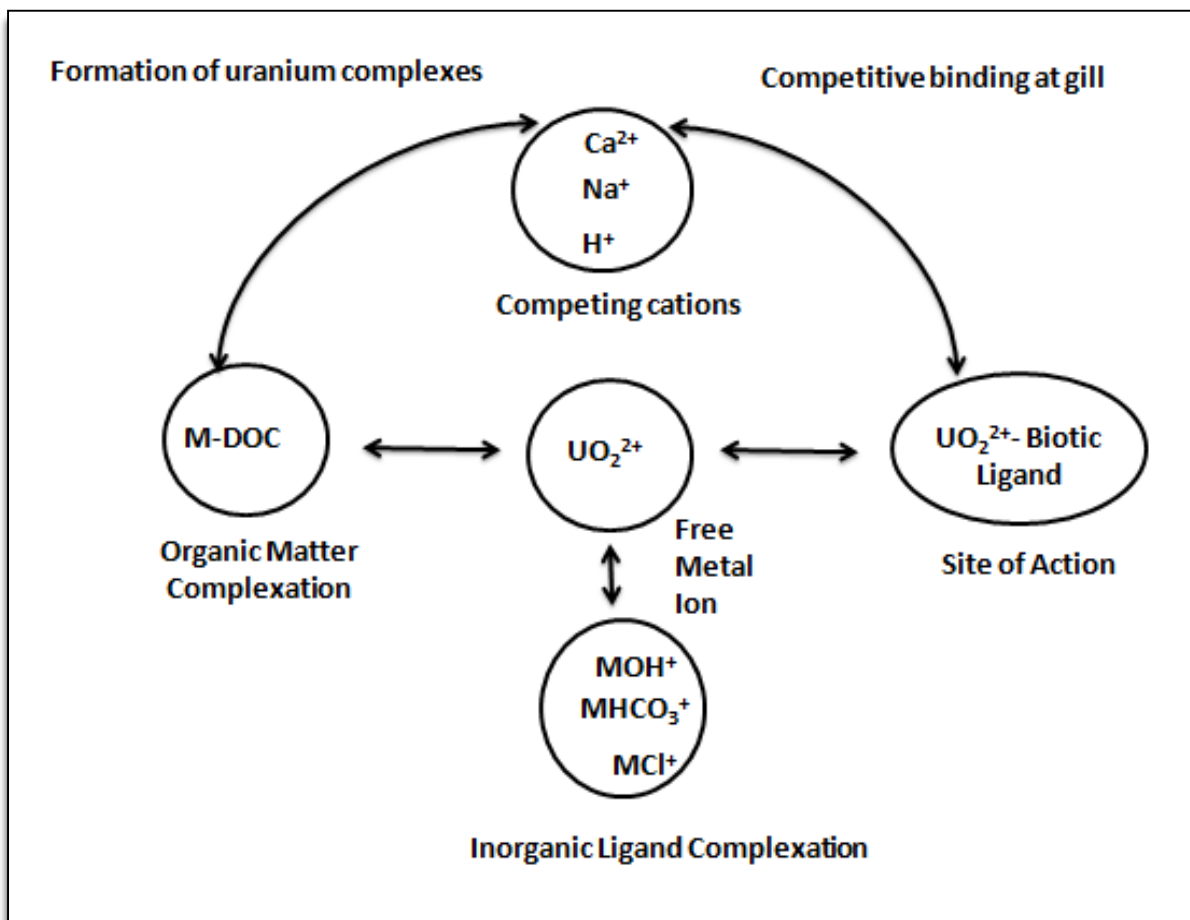 Formation of uranium complexes
Competitive binding at gill
Ca²⁺
Na⁺
H⁺
Competing cations
M-DOC
UO₂²⁺
UO₂²⁺- Biotic
Ligand
Organic Matter
Complexation
Free
Metal
Ion
Site of Action
MOH⁺
MHCO₃⁺
MCl⁺
Inorganic Ligand Complexation